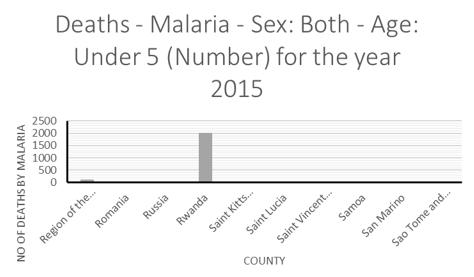 Deaths - Malaria - Sex: Both - Age:
Under 5 (Number) for the year
2015
NO OF DEATHS BY MALARIA
2500
2000
1500
1000
500
0
Region of the...
Romania
Russia
Rwanda
Saint Kitts...
Saint Lucia
Saint Vincent...
Samoa
San Marino
Sao Tome and...
COUNTY